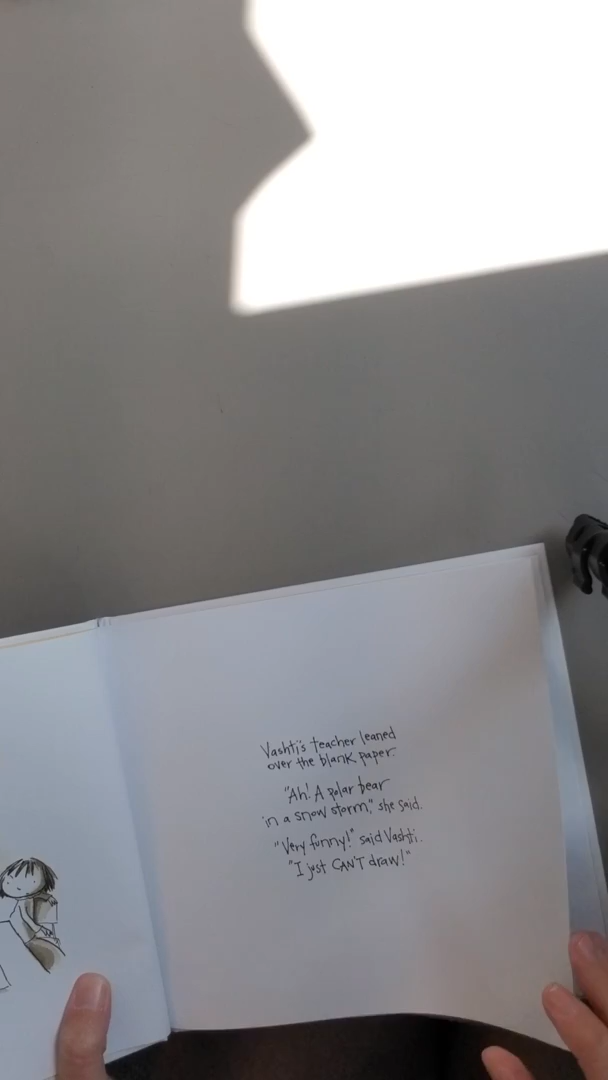 Vashti's teacher leaned
over the blank paper.
"Ah! A polar bear
in a snow storm," she said.
"Very funny!" said Vashti.
"I just CAN'T draw!"